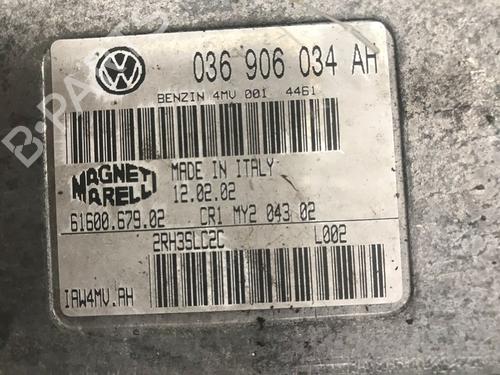 036 906 034 AH
BENZIN 4MV 001 4461
MAGNETI
MARELLI
MADE IN ITALY
12.02.02
61600.679.02 CR1 MY2 043 02
2RH3SLC2C L002
IAW4MV.AH
B-PARTS